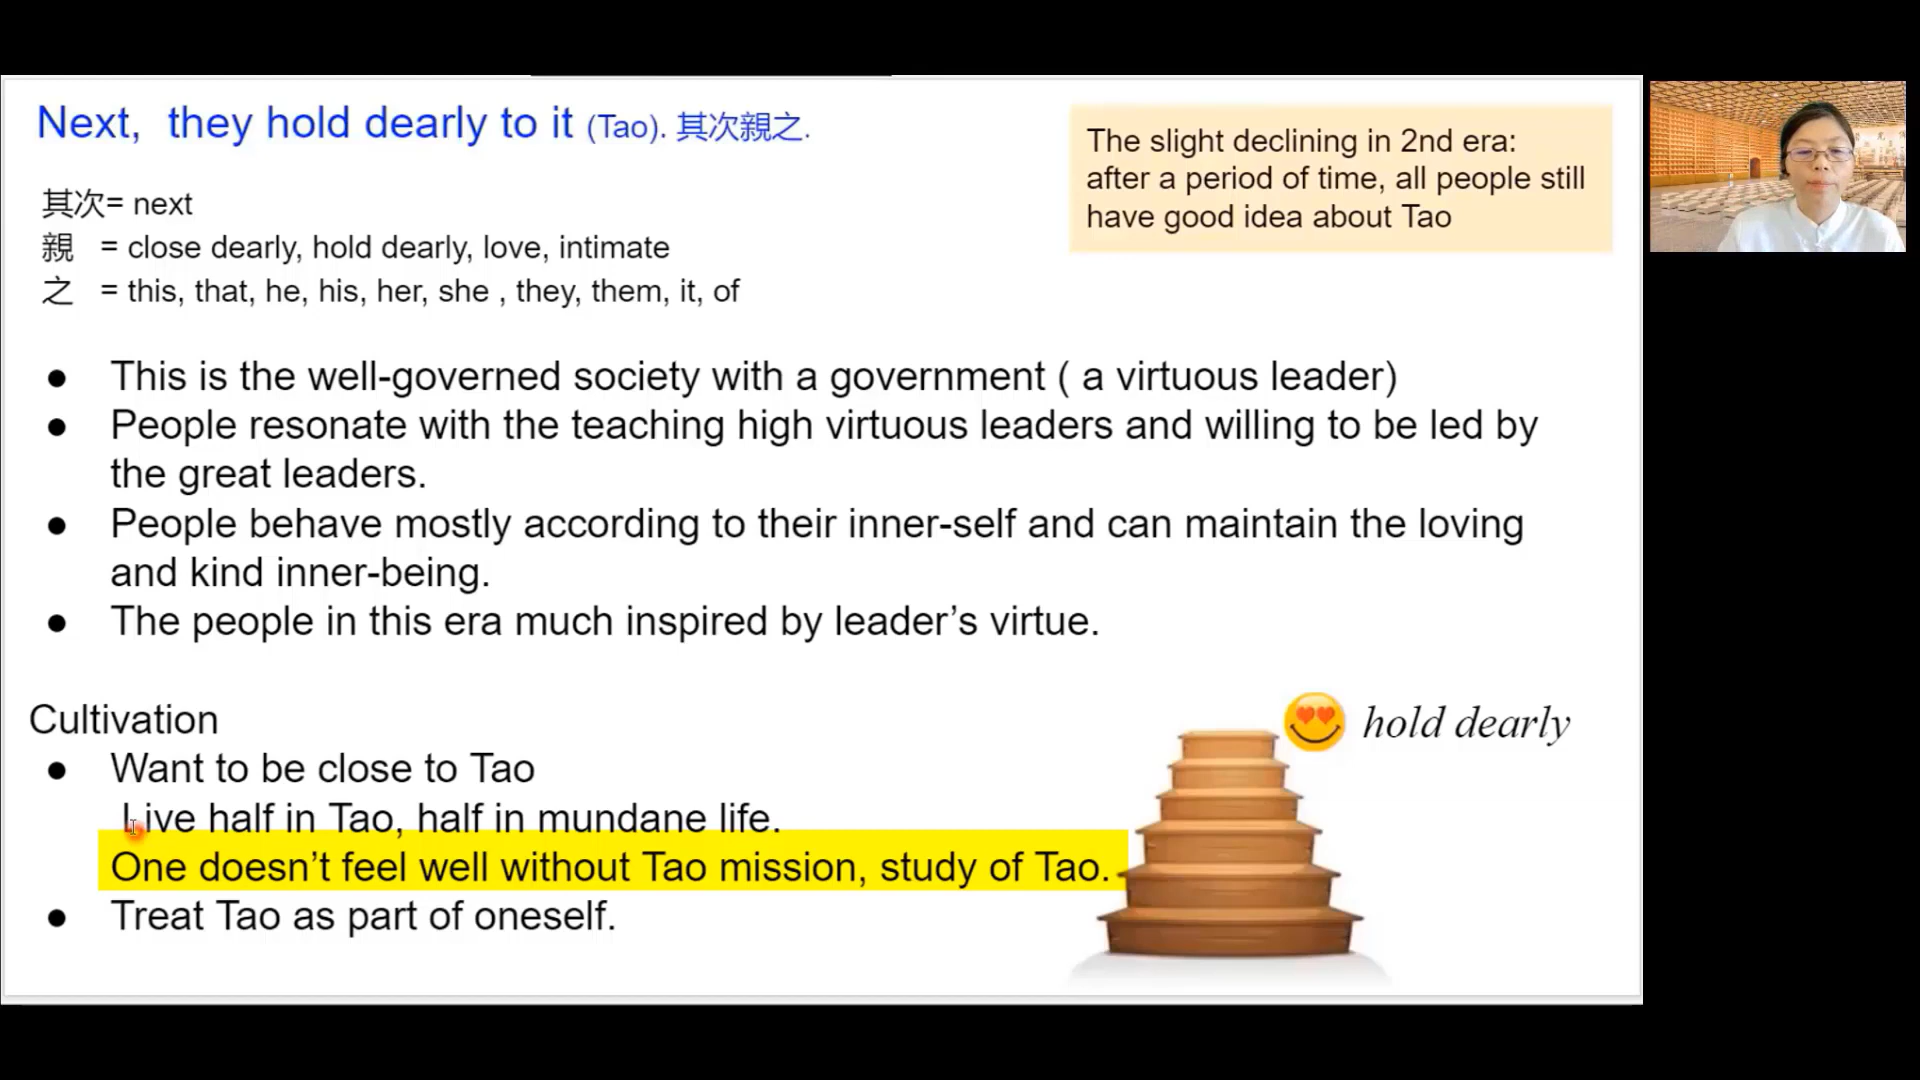 Next, they hold dearly to it (Tao). 其次親之.
The slight declining in 2nd era:
after a period of time, all people still
have good idea about Tao
其次= next
親 = close dearly, hold dearly, love, intimate
之 = this, that, he, his, her, she , they, them, it, of
● This is the well-governed society with a government ( a virtuous leader)
● People resonate with the teaching high virtuous leaders and willing to be led by
the great leaders.
● People behave mostly according to their inner-self and can maintain the loving
and kind inner-being.
● The people in this era much inspired by leader’s virtue.
Cultivation
● Want to be close to Tao
Live half in Tao, half in mundane life.
One doesn’t feel well without Tao mission, study of Tao.
● Treat Tao as part of oneself.
hold dearly